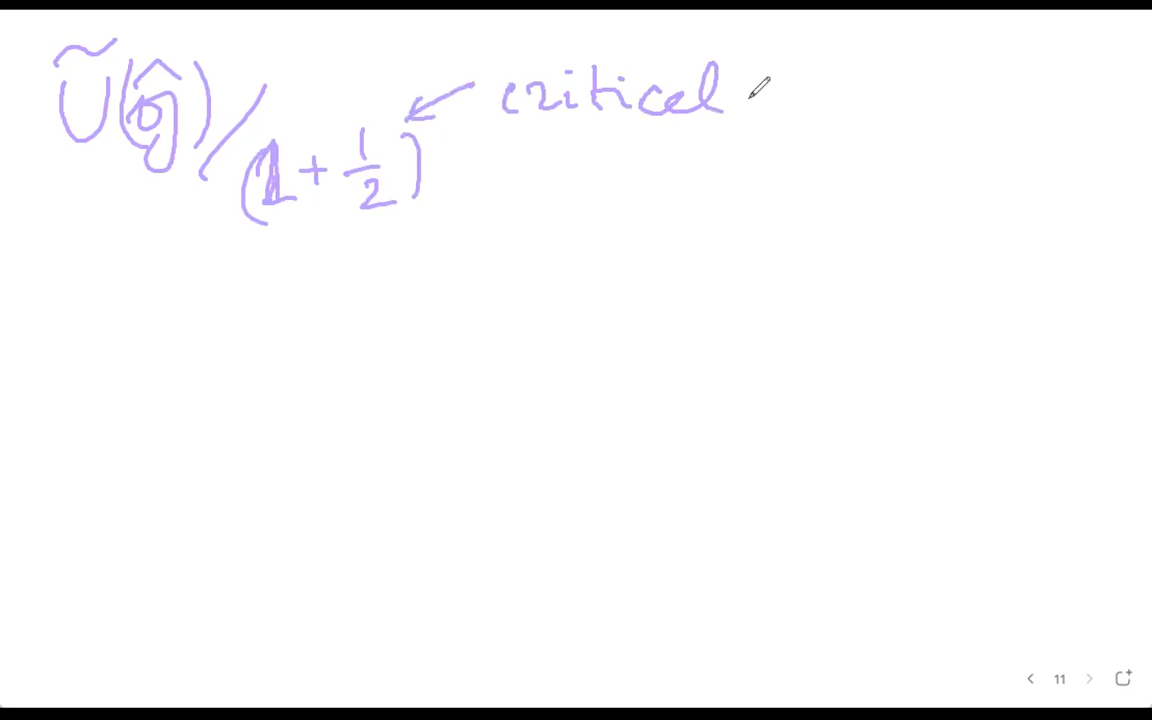 Ũ(ĝ)/(1 + 1/2) ← critical
11